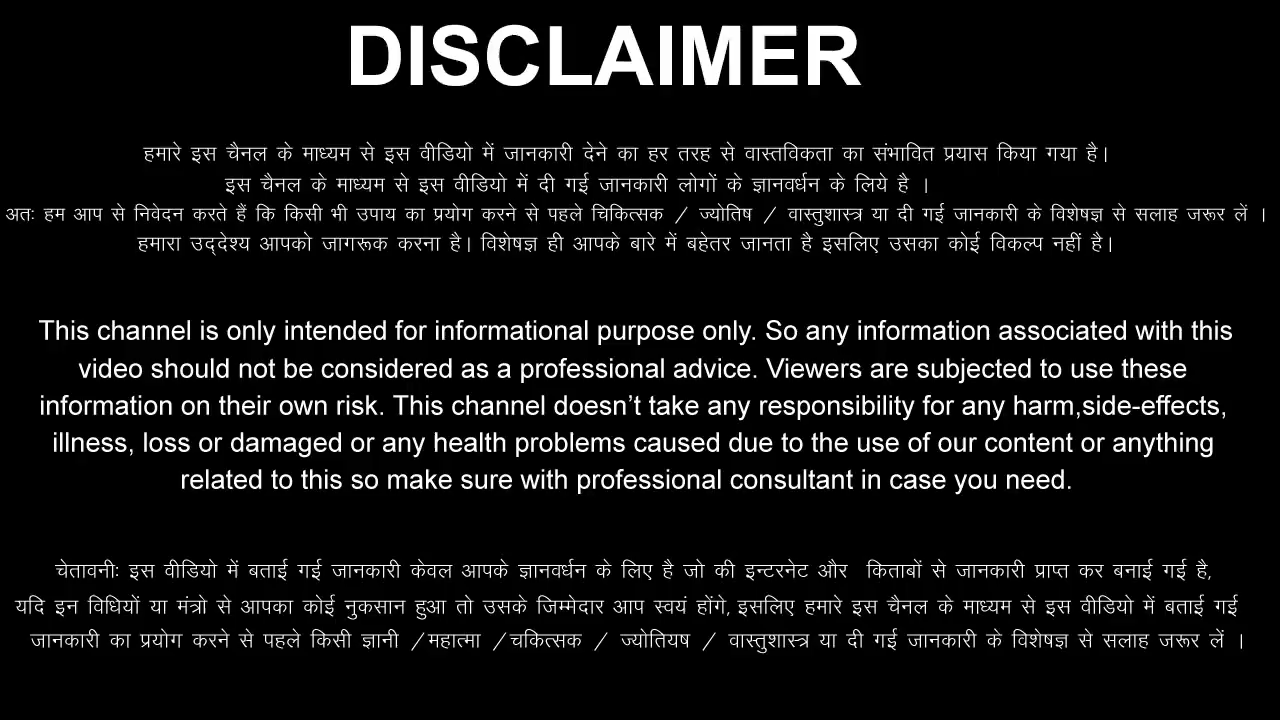 DISCLAIMER
हमारे इस चैनल के माध्यम से इस वीडियो में जानकारी देने का हर तरह से वास्तविकता का संभावित प्रयास किया गया है।
इस चैनल के माध्यम से इस वीडियो में दी गई जानकारी लोगों के ज्ञानवर्धन के लिये है ।
अतः हम आप से निवेदन करते हैं कि किसी भी उपाय का प्रयोग करने से पहले चिकित्सक / ज्योतिष / वास्तुशास्त्र या दी गई जानकारी के विशेषज्ञ से सलाह जरूर लें ।
हमारा उद्देश्य आपको जागरूक करना है। विशेषज्ञ ही आपके बारे में बहेतर जानता है इसलिए उसका कोई विकल्प नहीं है।
This channel is only intended for informational purpose only. So any information associated with this
video should not be considered as a professional advice. Viewers are subjected to use these
information on their own risk. This channel doesn’t take any responsibility for any harm,side-effects,
illness, loss or damaged or any health problems caused due to the use of our content or anything
related to this so make sure with professional consultant in case you need.
चेतावनीः इस वीडियो में बताई गई जानकारी केवल आपके ज्ञानवर्धन के लिए है जो की इन्टरनेट और किताबों से जानकारी प्राप्त कर बनाई गई है,
यदि इन विधियों या मंत्रो से आपका कोई नुकसान हुआ तो उसके जिम्मेदार आप स्वयं होंगे, इसलिए हमारे इस चैनल के माध्यम से इस वीडियो में बताई गई
जानकारी का प्रयोग करने से पहले किसी ज्ञानी /महात्मा /चकित्सक / ज्योतियष / वास्तुशास्त्र या दी गई जानकारी के विशेषज्ञ से सलाह जरूर लें ।